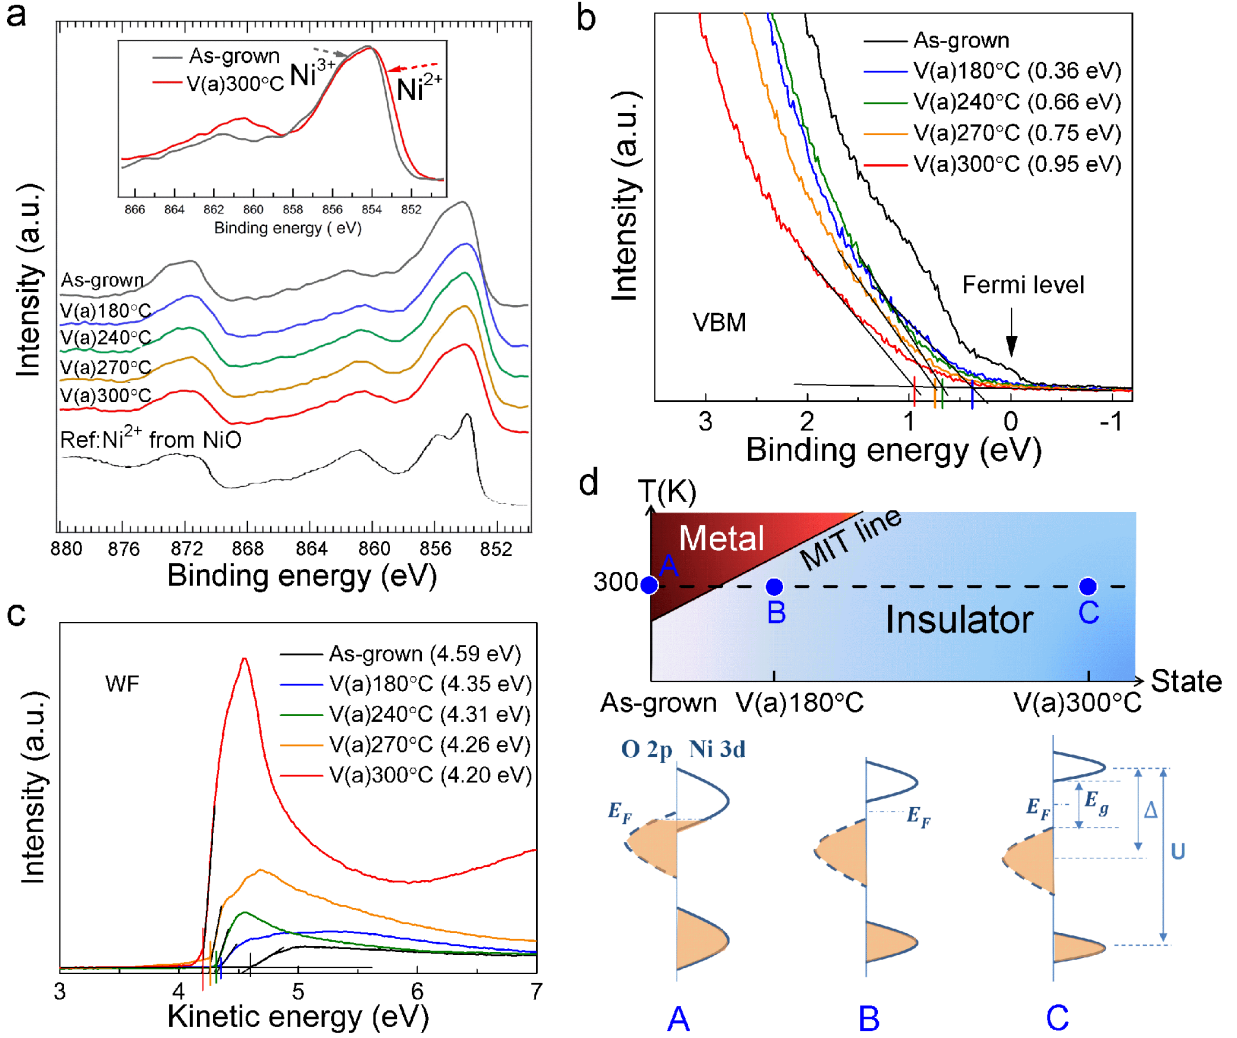 a
As-grown
V(a)300°C
Ni3+
Ni2+
866 864 862 860 858 856 854 852
Binding energy ( eV)
Intensity (a.u.)
As-grown
V(a)180°C
V(a)240°C
V(a)270°C
V(a)300°C
Ref:Ni2+ from NiO
880 876 872 868 864 860 856 852
Binding energy (eV)
b
As-grown
V(a)180°C (0.36 eV)
V(a)240°C (0.66 eV)
V(a)270°C (0.75 eV)
V(a)300°C (0.95 eV)
Intensity (a.u.)
Fermi level
VBM
3 2 1 0 -1
Binding energy (eV)
c
WF
As-grown (4.59 eV)
V(a)180°C (4.35 eV)
V(a)240°C (4.31 eV)
V(a)270°C (4.26 eV)
V(a)300°C (4.20 eV)
Intensity (a.u.)
3 4 5 6 7
Kinetic energy (eV)
d
T(K)
Metal
MIT line
300
A
B
C
Insulator
State
As-grown V(a)180°C V(a)300°C
O 2p Ni 3d
EF
EF
EF
Eg
Δ
U
A B C